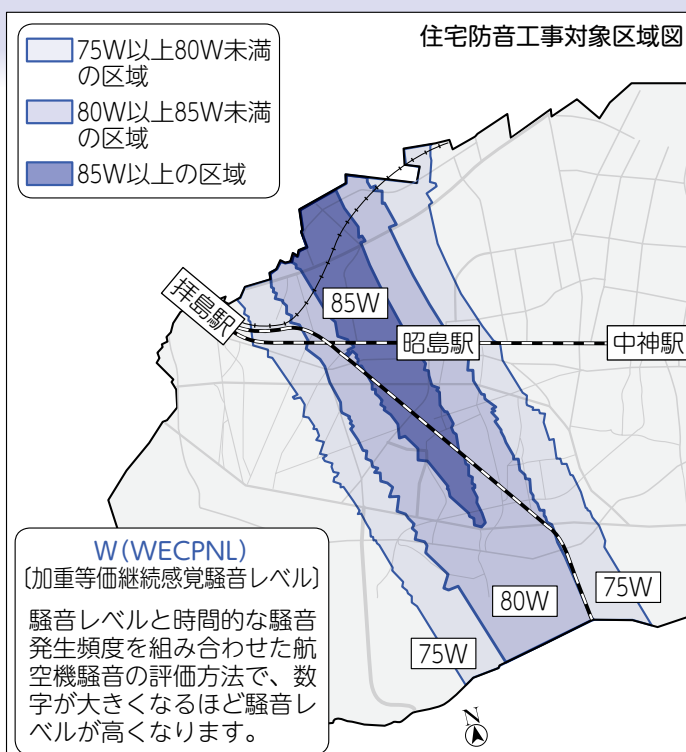 住宅防音工事対象区域図
75W以上80W未満
の区域
80W以上85W未満
の区域
85W以上の区域
拝島駅
85W
昭島駅
中神駅
W(WECPNL)
〔加重等価継続感覚騒音レベル〕
騒音レベルと時間的な騒音
発生頻度を組み合わせた航
空機騒音の評価方法で、数
字が大きくなるほど騒音レ
ベルが高くなります。
75W
80W
75W
N